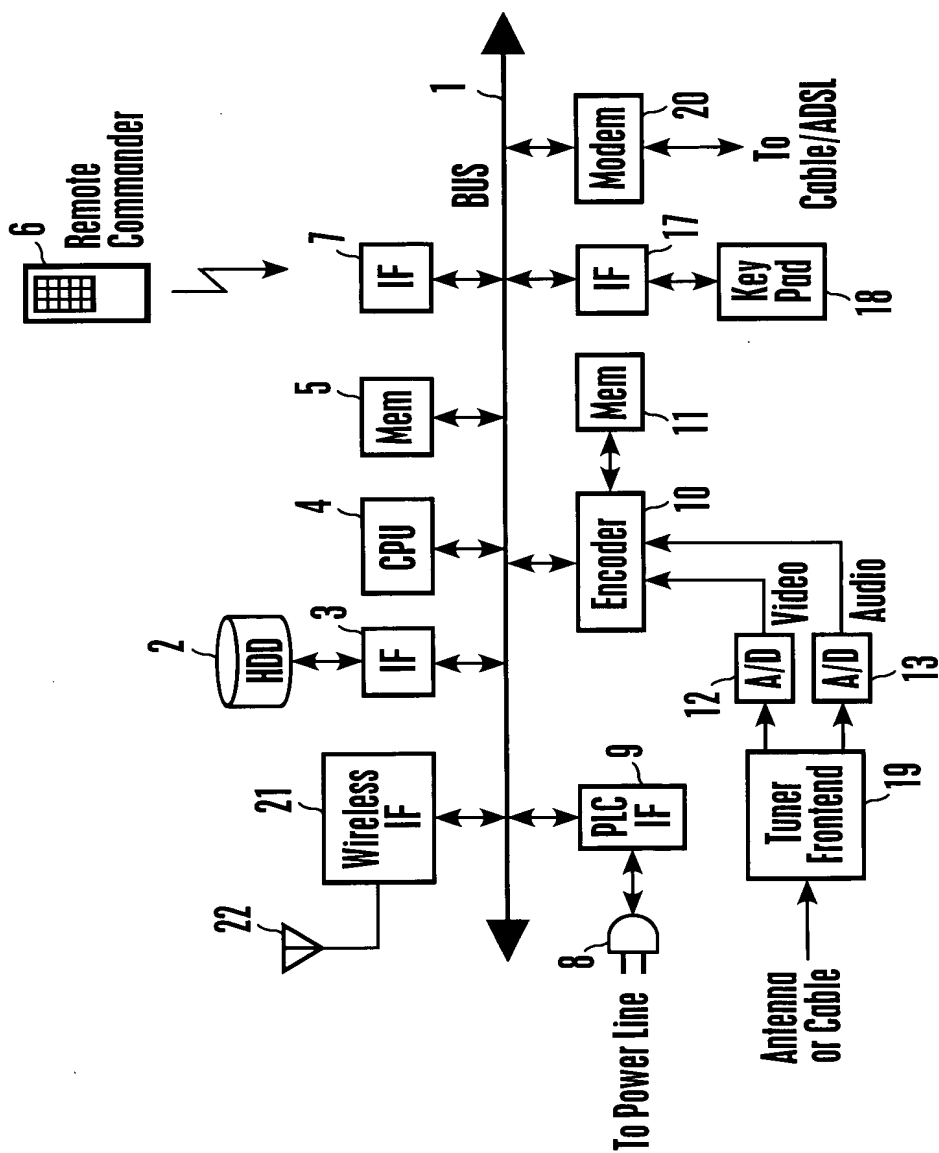 6
Remote
Commander
22
21
Wireless
IF
2
HDD
3
IF
4
CPU
5
Mem
7
IF
BUS
1
To Power Line
8
9
PLC
IF
10
Encoder
11
Mem
17
IF
18
Key
Pad
20
Modem
To
Cable/ADSL
Antenna
or Cable
19
Tuner
Frontend
12
A/D
Video
13
A/D
Audio